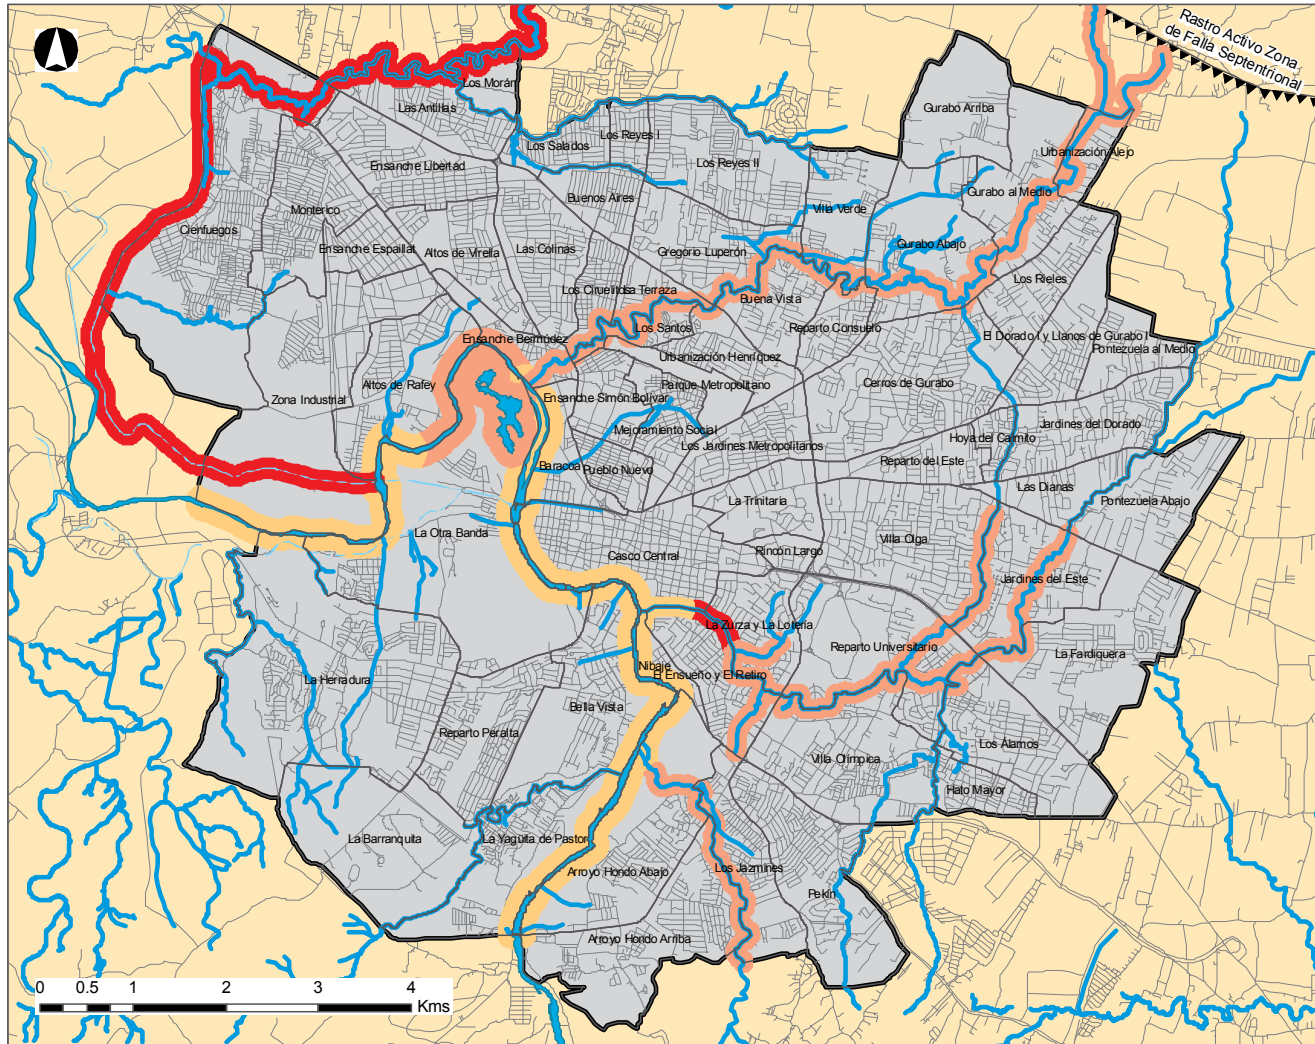 Rastro Activo Zona
de Falla Septentrional
Los Morán
Las Antillas
Gurabo Arriba
Los Reyes I
Los Salados
Urbanización Alejo
Ensanche Libertad
Los Reyes II
Gurabo al Medio
Buenos Aires
Monterico
Villa Verde
Cienfuegos
Ensanche Espaillat
Altos de Virella
Las Colinas
Gregorio Luperón
Gurabo Abajo
Los Rieles
Los Ciruelitos
La Terraza
Buena Vista
Los Santos
Reparto Consuelo
Ensanche Bermúdez
El Dorado I y Llanos de Gurabo I
Pontezuela al Medio
Urbanización Henríquez
Altos de Rafey
Parque Metropolitano
Cerros de Gurabo
Zona Industrial
Ensanche Simón Bolívar
Mejoramiento Social
Jardines del Dorado
Los Jardines Metropolitanos
Hoya del Caimito
Baracoa
Pueblo Nuevo
Reparto del Este
Las Dianas
La Trinitaria
Pontezuela Abajo
La Otra Banda
Villa Olga
Casco Central
Rincón Largo
Jardines del Este
La Zurza y La Lotería
Reparto Universitario
La Fardiquera
Nibaje
El Ensueño y El Retiro
La Herradura
Bella Vista
Reparto Peralta
Los Alamos
Villa Olímpica
Hato Mayor
La Barranquita
La Yagüita de Pastor
Arroyo Hondo Abajo
Los Jazmines
Pekín
Arroyo Hondo Arriba
0 0.5 1 2 3 4
Kms